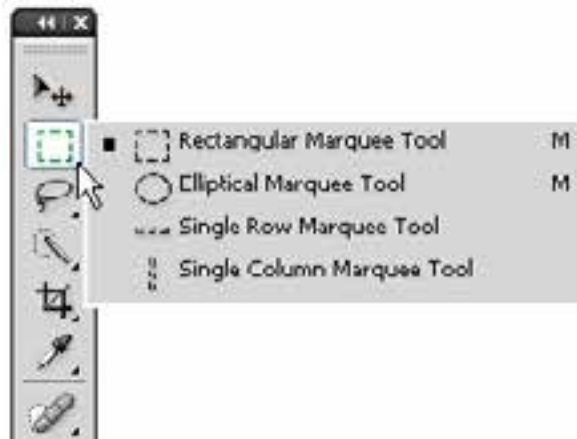 Rectangular Marquee Tool M
Elliptical Marquee Tool M
Single Row Marquee Tool
Single Column Marquee Tool